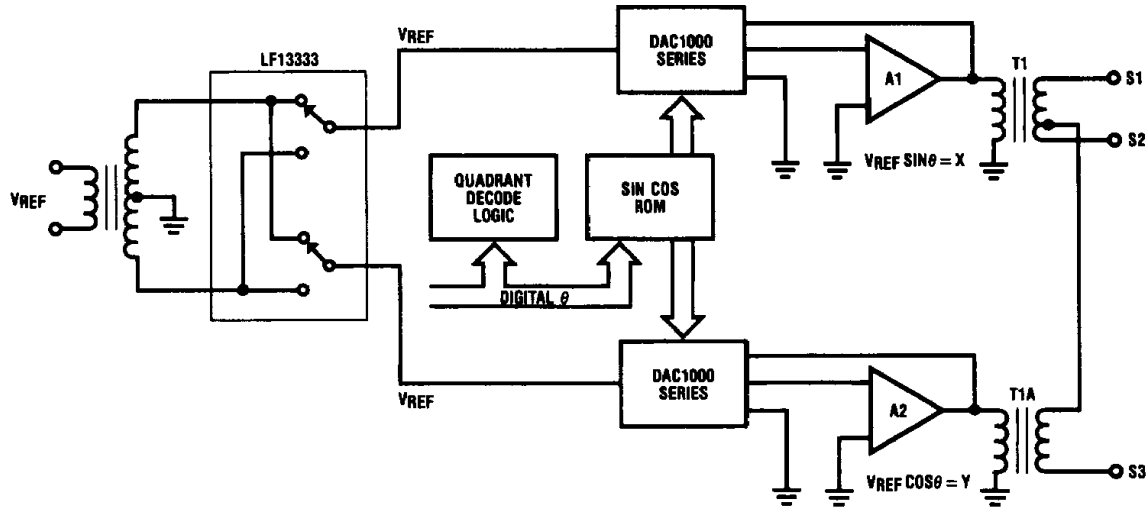 LF13333
VREF
VREF
DAC1000
SERIES
A1
T1
S1
S2
VREF SINθ = X
QUADRANT
DECODE
LOGIC
SIN COS
ROM
DIGITAL θ
VREF
DAC1000
SERIES
A2
T1A
VREF COSθ = Y
S3